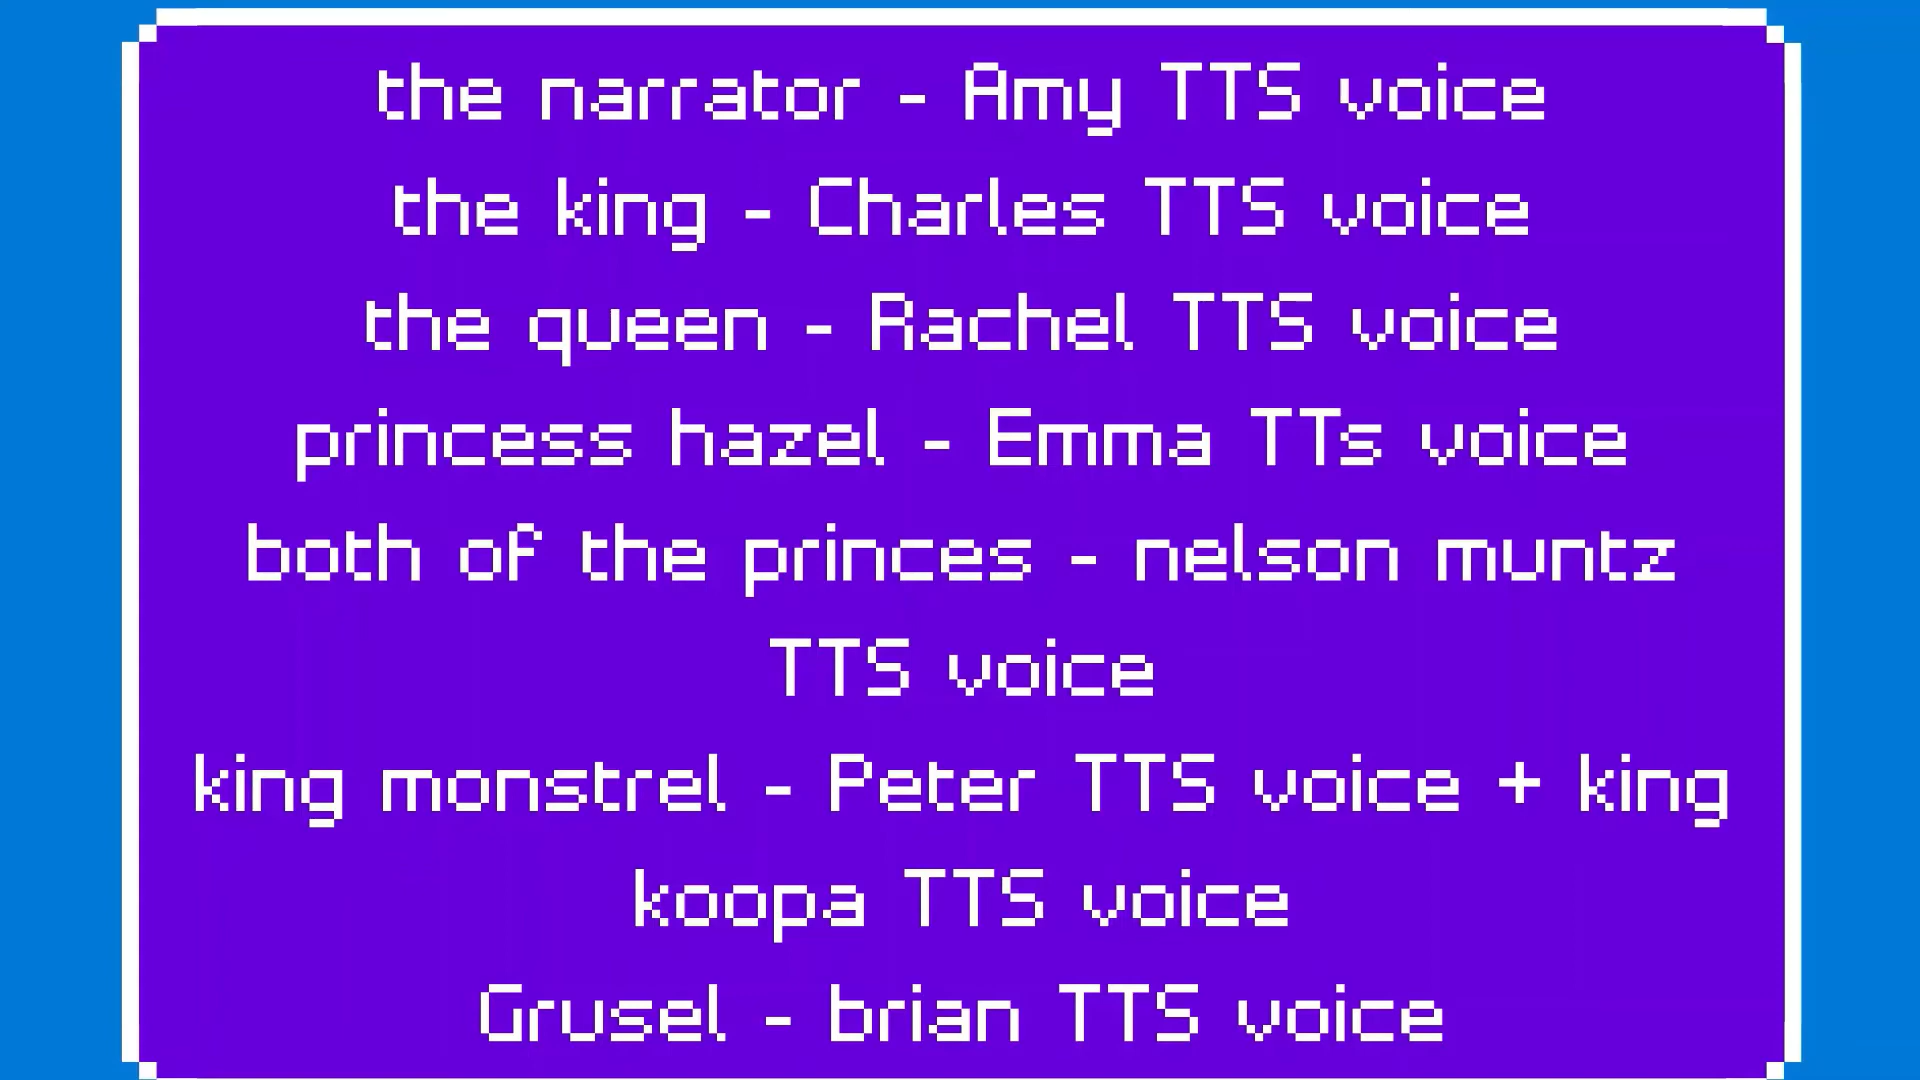 the narrator - Amy TTS voice
the king - Charles TTS voice
the queen - Rachel TTS voice
princess hazel - Emma TTs voice
both of the princes - nelson muntz
TTS voice
king monstrel - Peter TTS voice + king
koopa TTS voice
Grusel - brian TTS voice